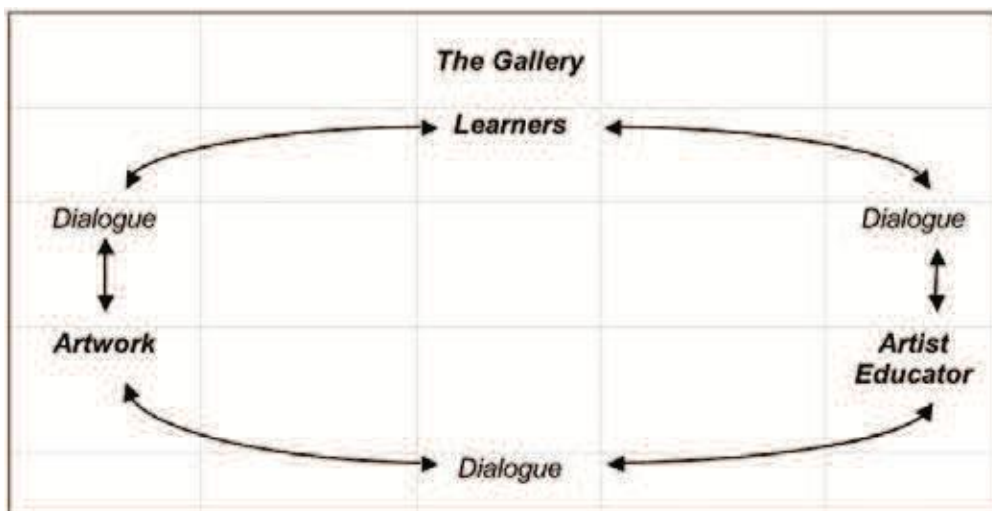 The Gallery
Learners
Dialogue
Dialogue
Artwork
Artist
Educator
Dialogue